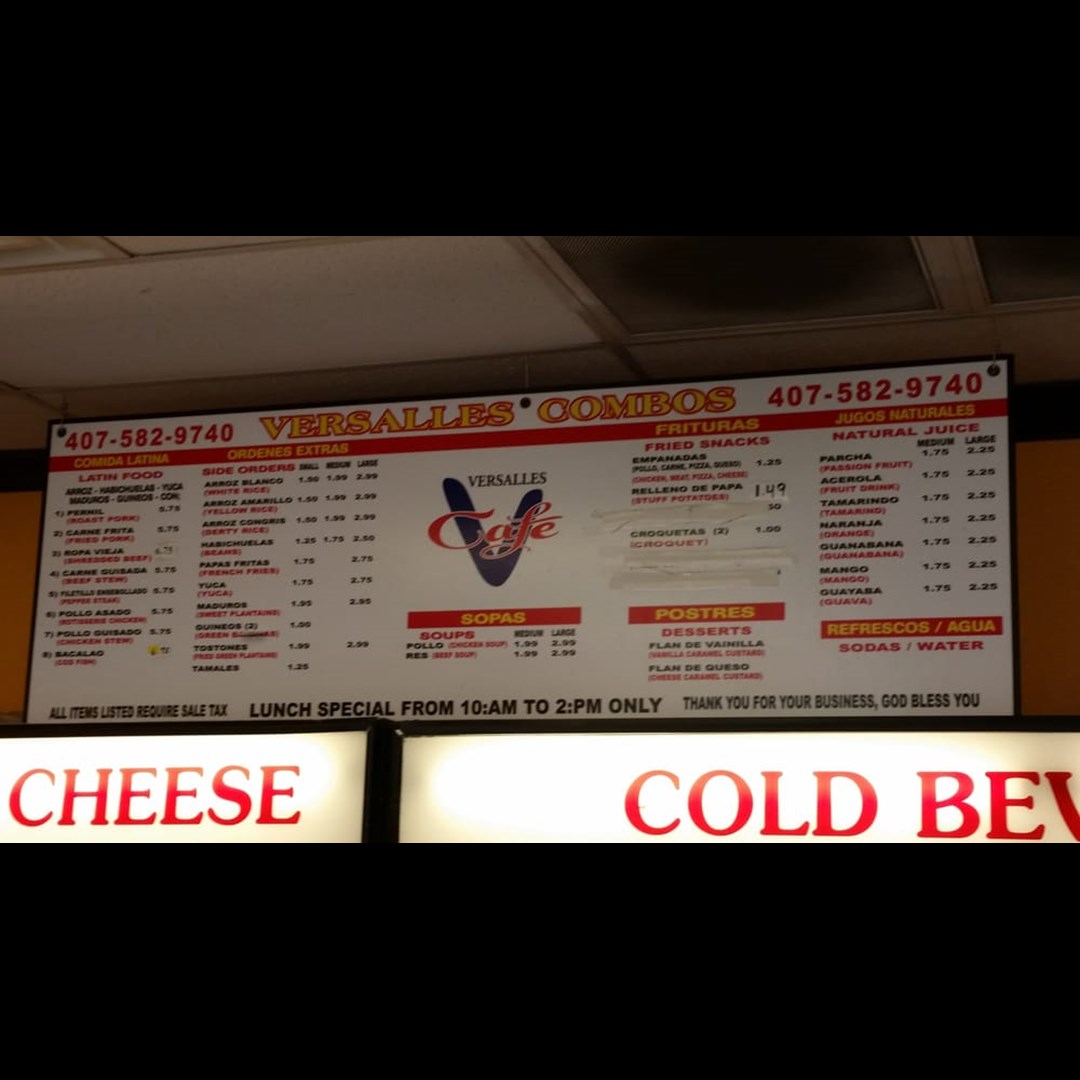 407-582-9740
VERSALLES COMBOS
407-582-9740
COMIDA LATINA
LATIN FOOD
ARROZ - HABICHUELAS - YUCA
MADUROS - GUINEOS - CON:
1) PERNIL 5.75
(ROAST PORK)
2) CARNE FRITA 5.75
(FRIED PORK)
3) ROPA VIEJA 6.75
(SHREDDED BEEF)
4) CARNE GUISADA 5.75
(BEEF STEW)
5) FILETILLO ENSEBOLLADO 5.75
(PEPPER STEAK)
6) POLLO ASADO 5.75
(ROTISSERIE CHICKEN)
7) POLLO GUISADO 5.75
(CHICKEN STEW)
8) BACALAO
(COD FISH)
ORDENES EXTRAS
SIDE ORDERS SMALL MEDIUM LARGE
ARROZ BLANCO 1.50 1.99 2.99
(WHITE RICE)
ARROZ AMARILLO 1.50 1.99 2.99
(YELLOW RICE)
ARROZ CONGRIS 1.50 1.99 2.99
(DERTY RICE)
HABICHUELAS 1.25 1.75 2.50
(BEANS)
PAPAS FRITAS 1.75 2.75
(FRENCH FRIES)
YUCA 1.75 2.75
(YUCA)
MADUROS 1.95 2.95
(SWEET PLANTAINS)
GUINEOS (2) 1.00
(GREEN
TOSTONES 1.99 2.99
(FRIED GREEN PLANTAINS)
TAMALES 1.25
VERSALLES
Cafe
SOPAS
SOUPS MEDIUM LARGE
POLLO (CHICKEN SOUP) 1.99 2.99
RES (BEEF SOUP) 1.99 2.99
FRITURAS
FRIED SNACKS
EMPANADAS 1.25
(POLLO, CARNE, PIZZA, QUESO)
(CHICKEN, MEAT, PIZZA, CHEESE)
RELLENO DE PAPA 1.49
(STUFF POTATOES)
CROQUETAS (2) 1.00
(CROQUET)
POSTRES
DESSERTS
FLAN DE VAINILLA
(VANILLA CARAMEL CUSTARD)
FLAN DE QUESO
(CHEESE CARAMEL CUSTARD)
JUGOS NATURALES
NATURAL JUICE
MEDIUM LARGE
PARCHA 1.75 2.25
(PASSION FRUIT)
ACEROLA 1.75 2.25
(FRUIT DRINK)
TAMARINDO 1.75 2.25
(TAMARIND)
NARANJA 1.75 2.25
(ORANGE)
GUANABANA 1.75 2.25
(GUANABANA)
MANGO 1.75 2.25
(MANGO)
GUAYABA 1.75 2.25
(GUAVA)
REFRESCOS / AGUA
SODAS / WATER
ALL ITEMS LISTED REQUIRE SALE TAX
LUNCH SPECIAL FROM 10:AM TO 2:PM ONLY
THANK YOU FOR YOUR BUSINESS, GOD BLESS YOU
CHEESE
COLD BEV